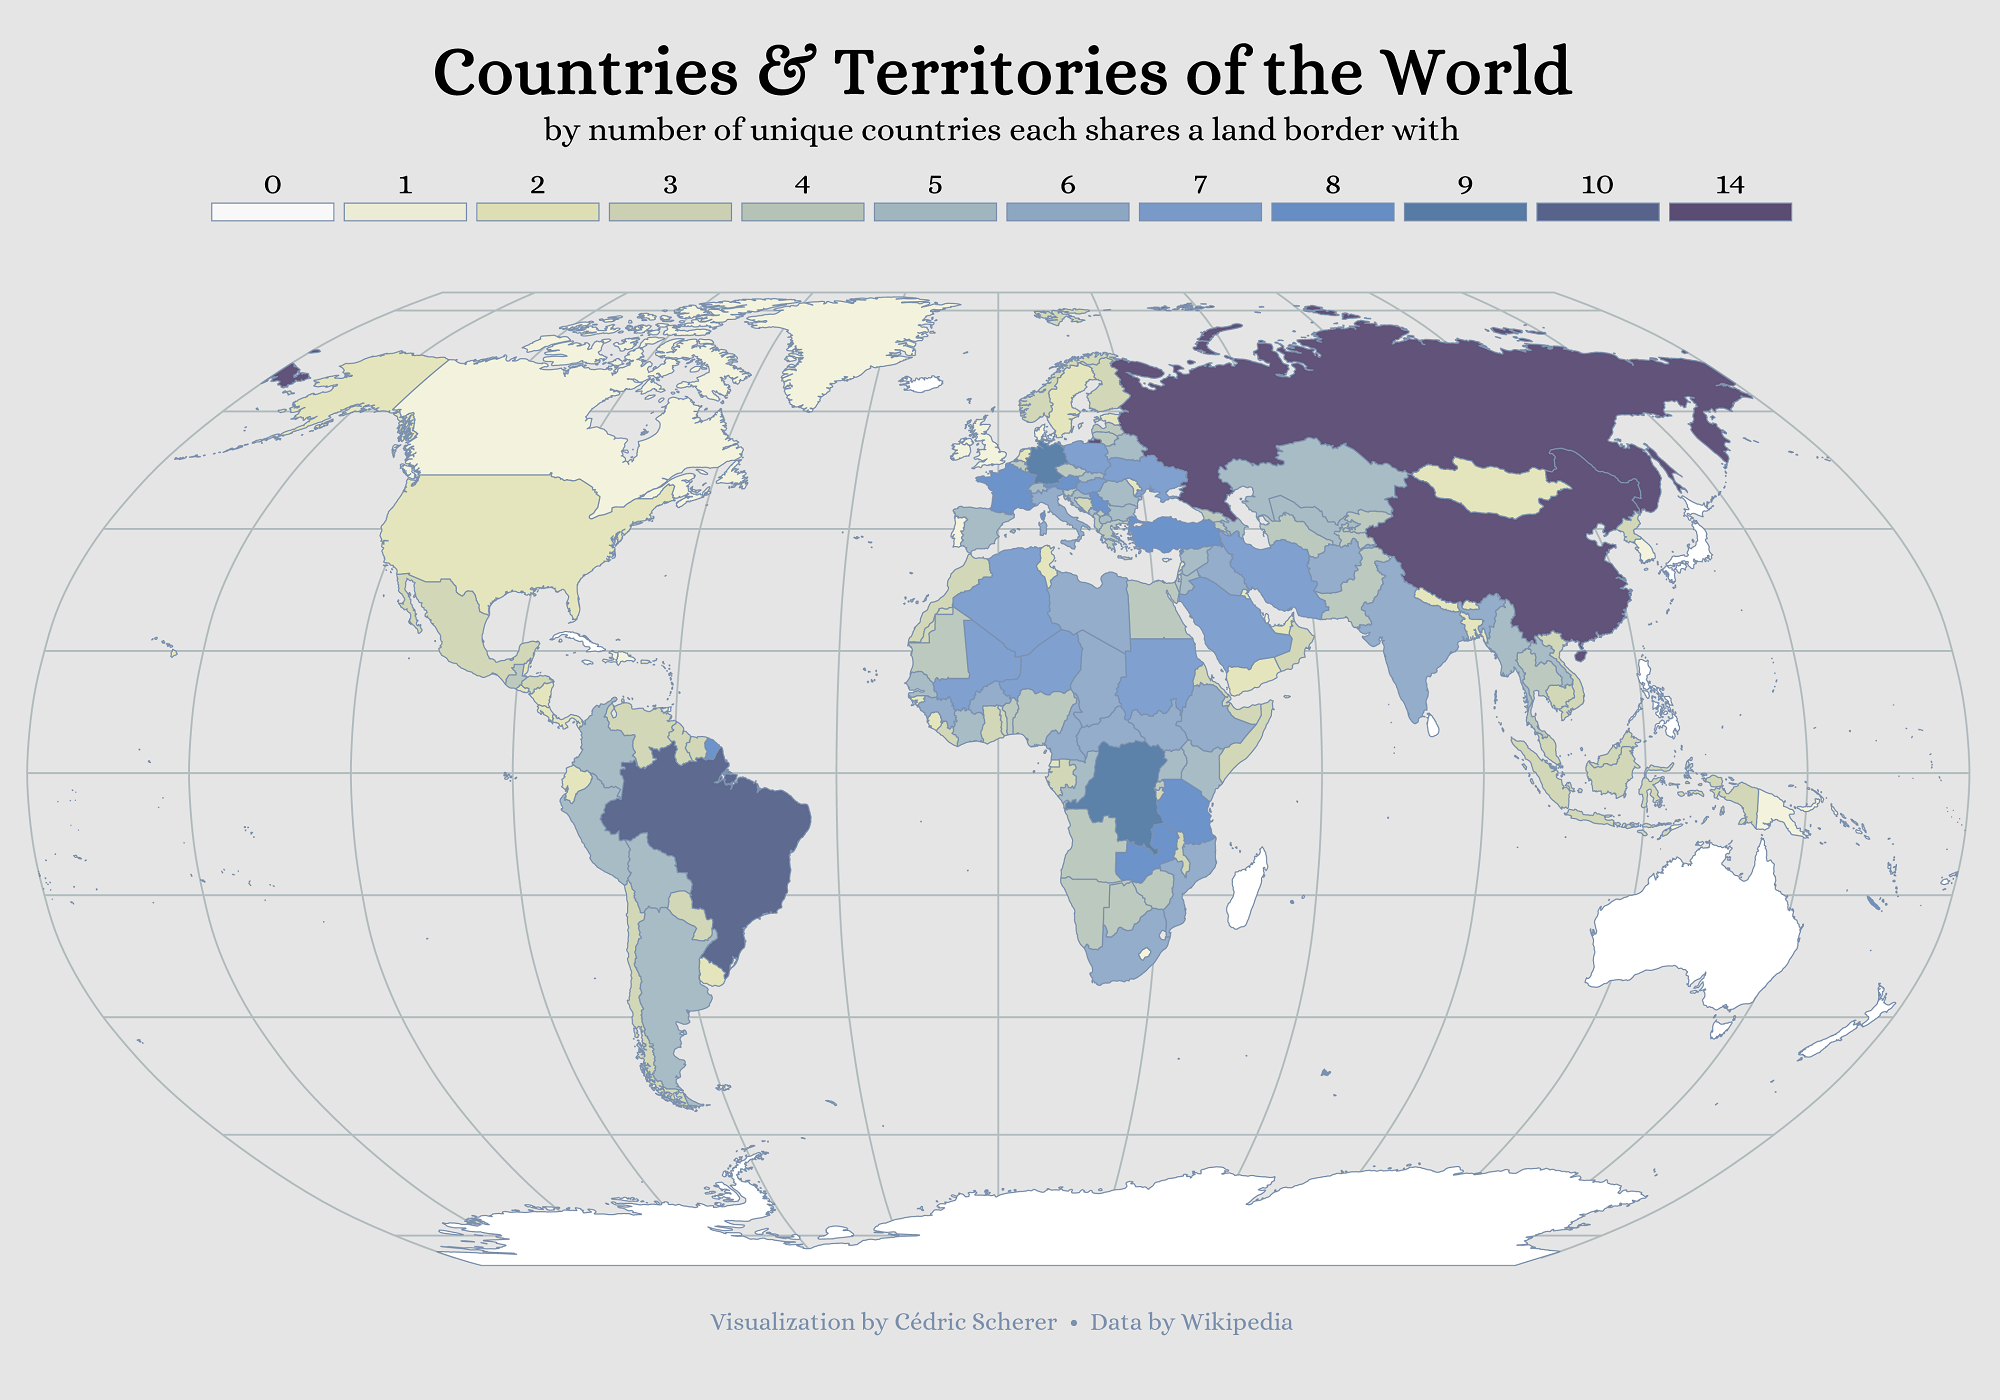 Countries & Territories of the World
by number of unique countries each shares a land border with
0 1 2 3 4 5 6 7 8 9 10 14
Visualization by Cédric Scherer • Data by Wikipedia